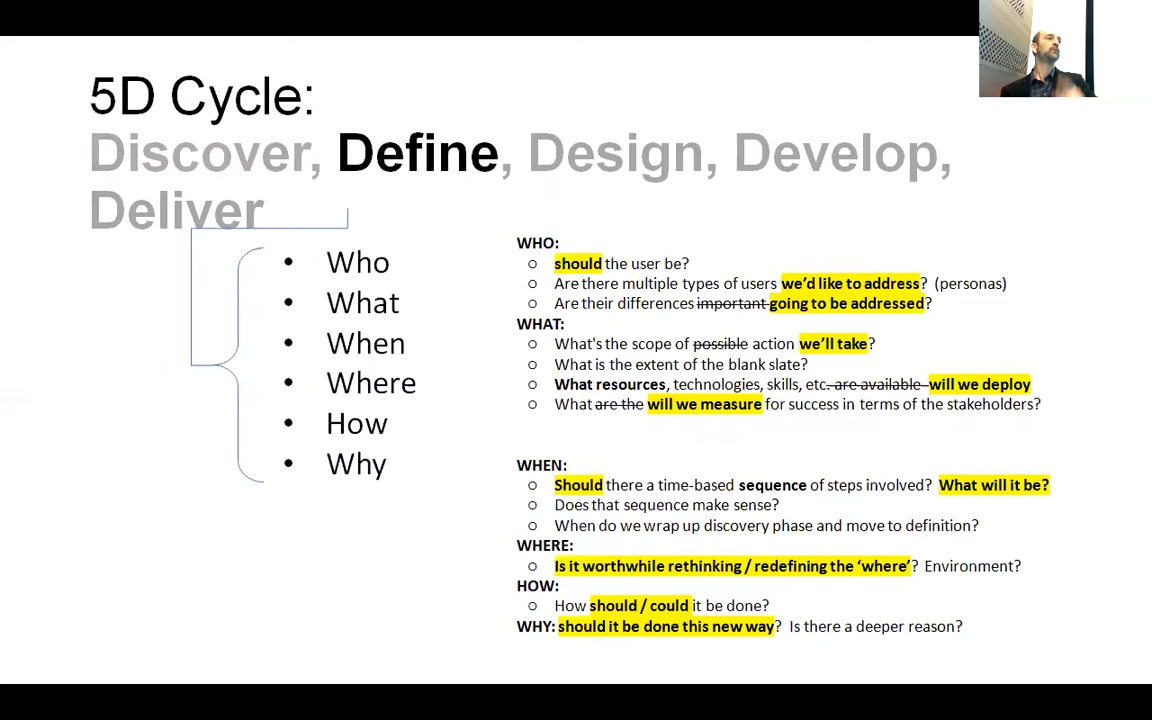 5D Cycle:
Discover, Define, Design, Develop,
Deliver
• Who
• What
• When
• Where
• How
• Why
WHO:
○ should the user be?
○ Are there multiple types of users we'd like to address? (personas)
○ Are their differences important going to be addressed?
WHAT:
○ What's the scope of possible action we'll take?
○ What is the extent of the blank slate?
○ What resources, technologies, skills, etc. are available will we deploy
○ What are the will we measure for success in terms of the stakeholders?
WHEN:
○ Should there a time-based sequence of steps involved? What will it be?
○ Does that sequence make sense?
○ When do we wrap up discovery phase and move to definition?
WHERE:
○ Is it worthwhile rethinking / redefining the 'where'? Environment?
HOW:
○ How should / could it be done?
WHY: should it be done this new way? Is there a deeper reason?